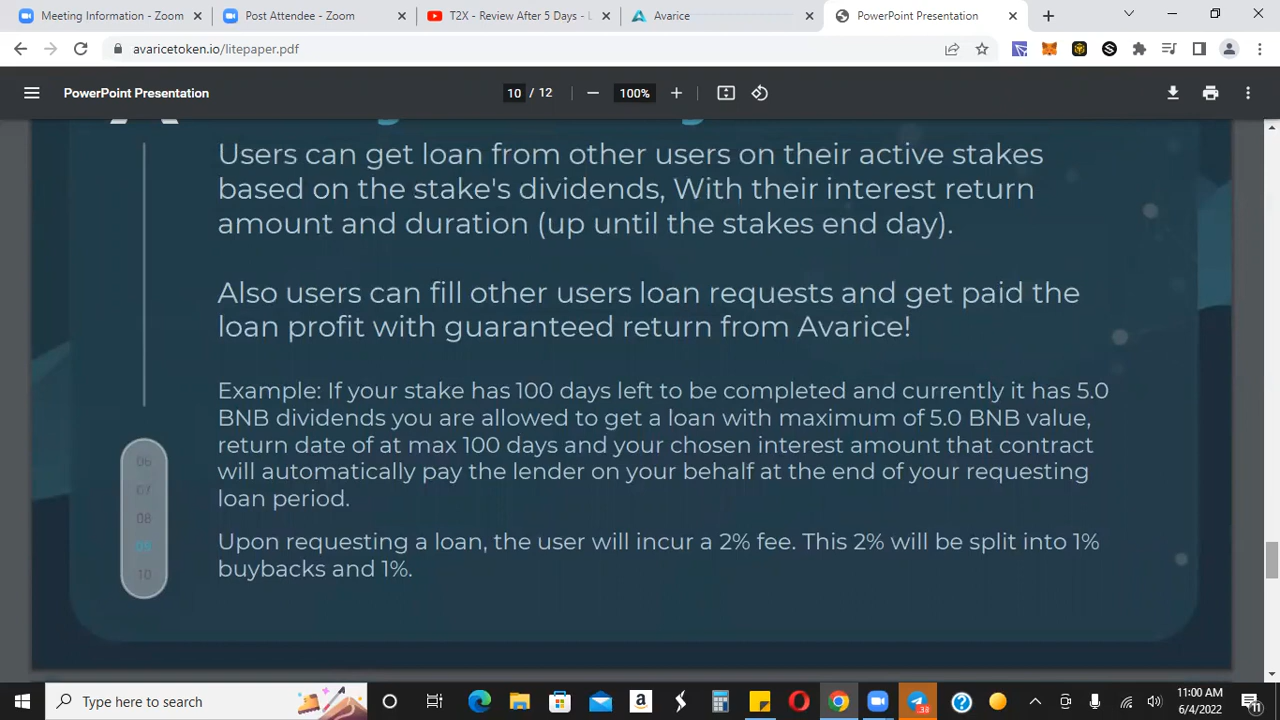 Meeting Information - Zoom
Post Attendee - Zoom
T2X - Review After 5 Days - L
Avarice
PowerPoint Presentation
avaricetoken.io/litepaper.pdf
PowerPoint Presentation
10 / 12
100%
Users can get loan from other users on their active stakes
based on the stake's dividends, With their interest return
amount and duration (up until the stakes end day).
Also users can fill other users loan requests and get paid the
loan profit with guaranteed return from Avarice!
Example: If your stake has 100 days left to be completed and currently it has 5.0
BNB dividends you are allowed to get a loan with maximum of 5.0 BNB value,
return date of at max 100 days and your chosen interest amount that contract
will automatically pay the lender on your behalf at the end of your requesting
loan period.
Upon requesting a loan, the user will incur a 2% fee. This 2% will be split into 1%
buybacks and 1%.
06
07
08
09
10
Type here to search
11:00 AM
6/4/2022